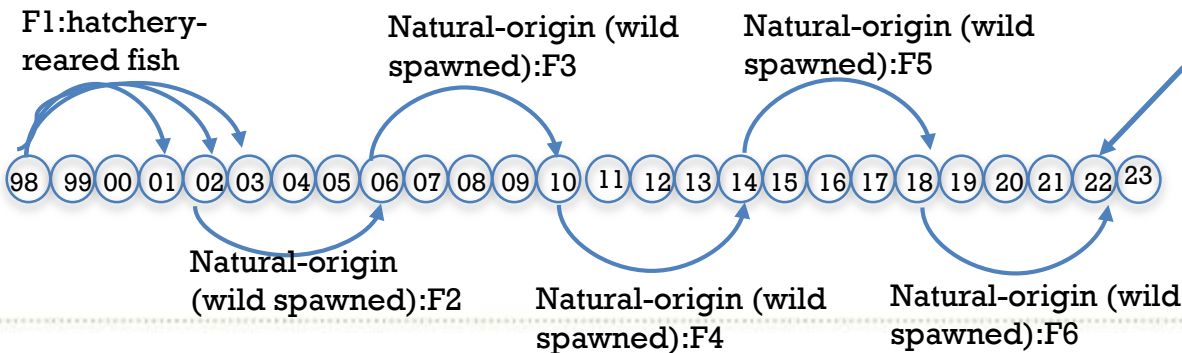 F1:hatchery-
reared fish
Natural-origin (wild
spawned):F3
Natural-origin (wild
spawned):F5
98 99 00 01 02 03 04 05 06 07 08 09 10 11 12 13 14 15 16 17 18 19 20 21 22 23
Natural-origin
(wild spawned):F2
Natural-origin (wild
spawned):F4
Natural-origin (wild
spawned):F6